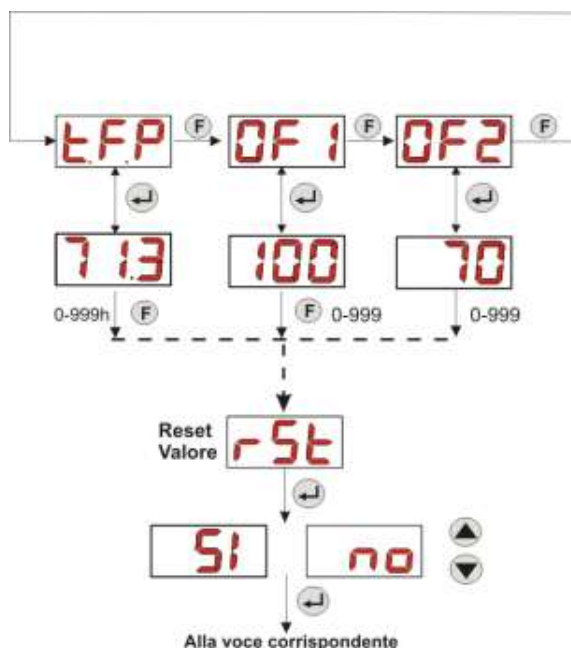 t.F.P F OF1 F OF2 F
71.3 100 70
0-999h F F 0-999 0-999
Reset
Valore
rSt
SI no
Alla voce corrispondente